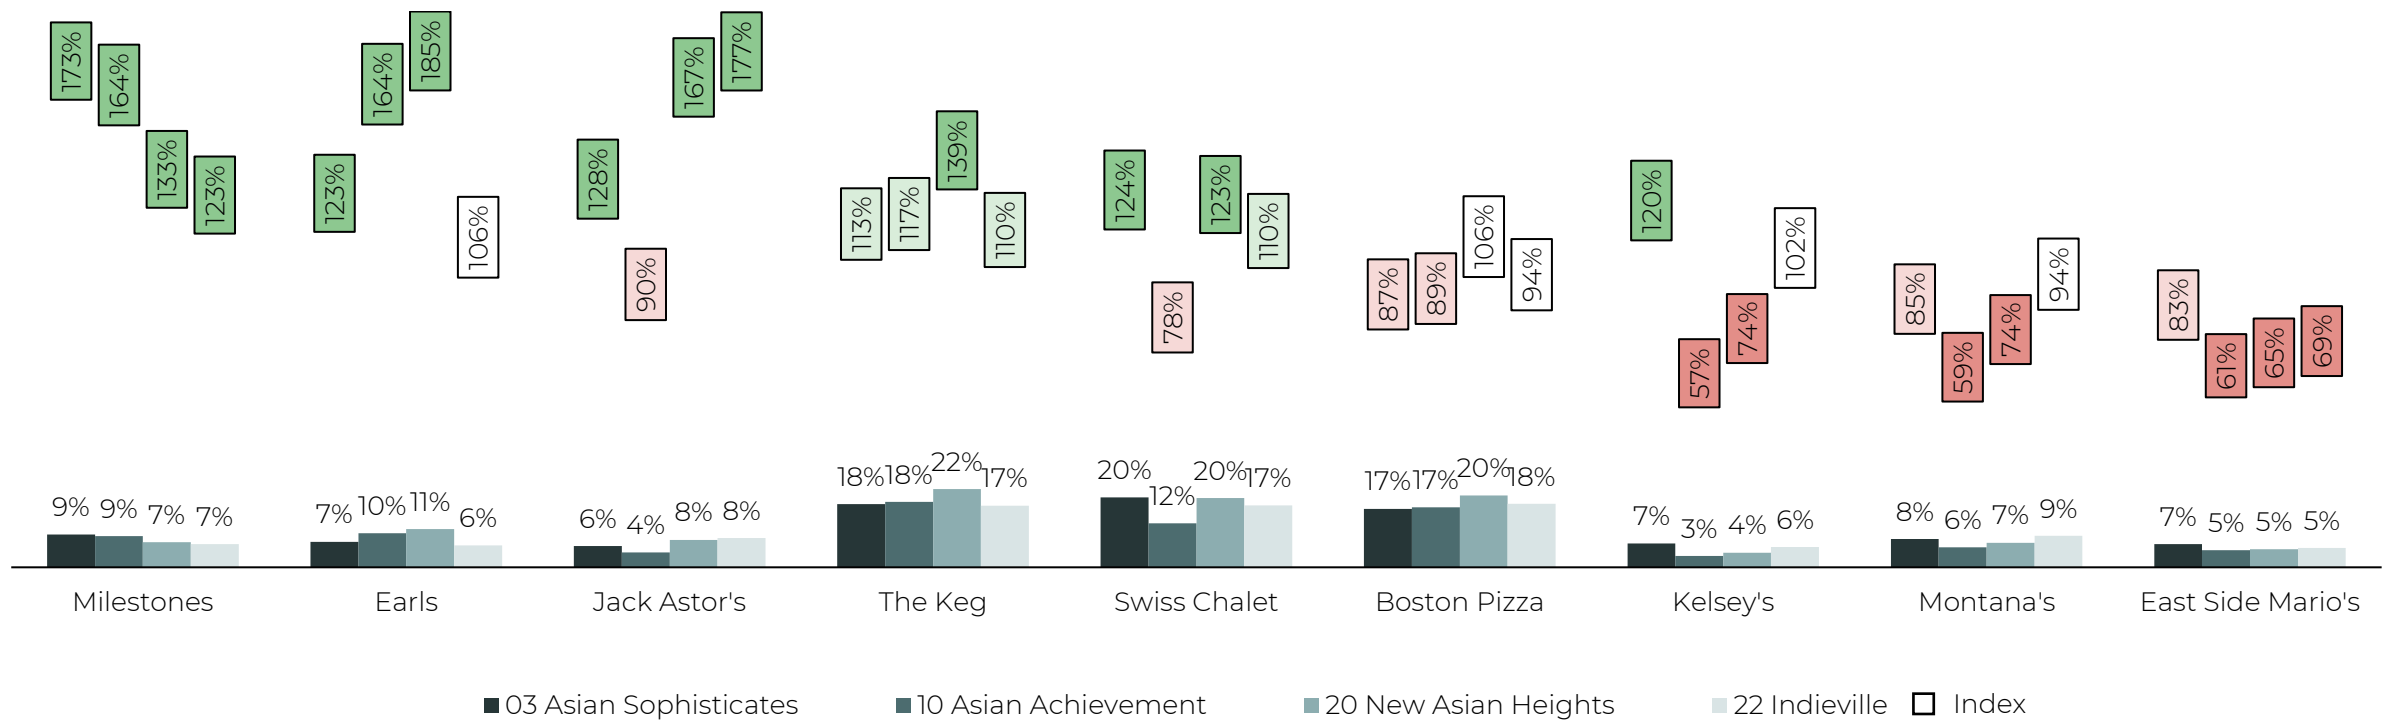 173% 164% 133% 123% 123% 164% 185% 106% 128% 90% 167% 177% 113% 117% 139% 110% 124% 78% 123% 110% 87% 89% 106% 94% 120% 57% 74% 102% 85% 59% 74% 94% 83% 61% 65% 69%
9% 9% 7% 7% 7% 10% 11% 6% 6% 4% 8% 8% 18% 18% 22% 17% 20% 12% 20% 17% 17% 17% 20% 18% 7% 3% 4% 6% 8% 6% 7% 9% 7% 5% 5% 5%
Milestones Earls Jack Astor's The Keg Swiss Chalet Boston Pizza Kelsey's Montana's East Side Mario's
03 Asian Sophisticates 10 Asian Achievement 20 New Asian Heights 22 Indieville Index